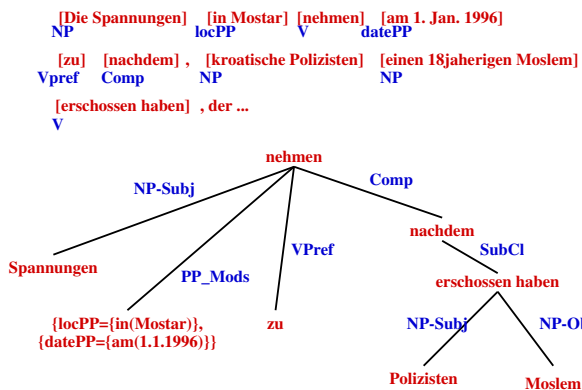 [Die Spannungen] [in Mostar] [nehmen] [am 1. Jan. 1996]
NP locPP V datePP
[zu] [nachdem] , [kroatische Polizisten] [einen 18jaherigen Moslem]
Vpref Comp NP NP
[erschossen haben] , der ...
V
nehmen
NP-Subj Comp
nachdem
VPref SubCl
Spannungen PP_Mods erschossen haben
{locPP={in(Mostar)}, zu NP-Subj NP-Ob
{datePP={am(1.1.1996)}}
Polizisten Moslem